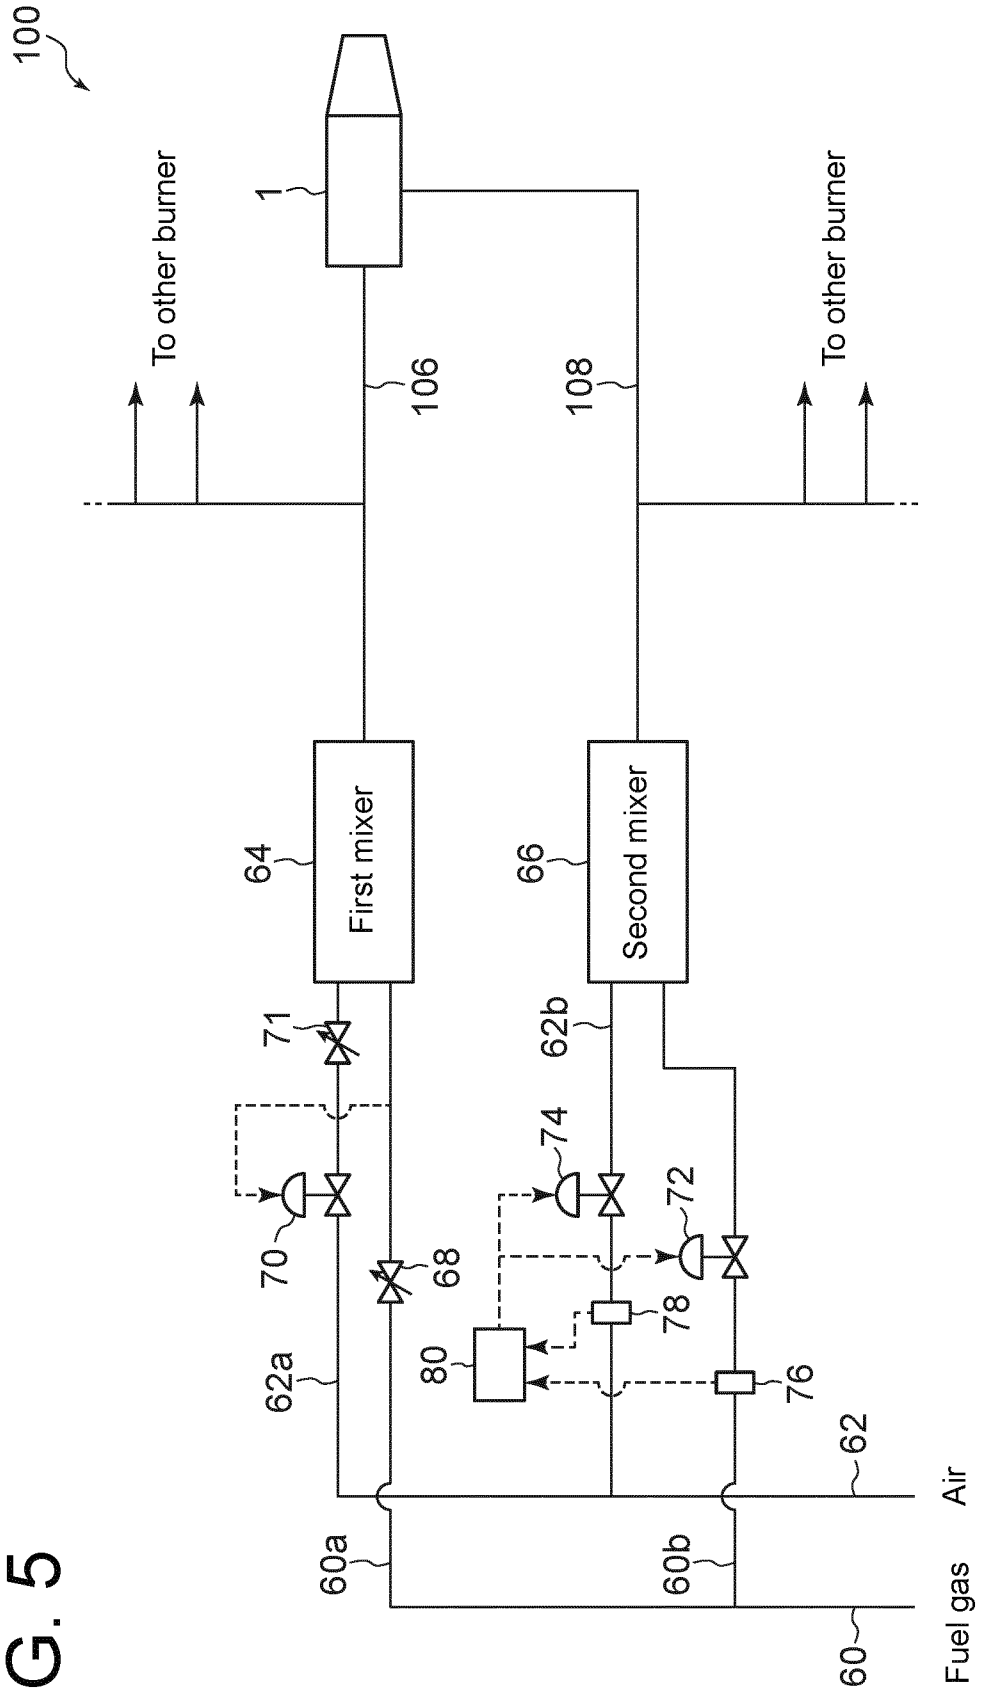 G. 5
100
To other burner
1
106
108
To other burner
64
First mixer
66
Second mixer
71
62b
70
68
74
72
62a
80
78
76
60a
60b
62
Air
60
Fuel gas